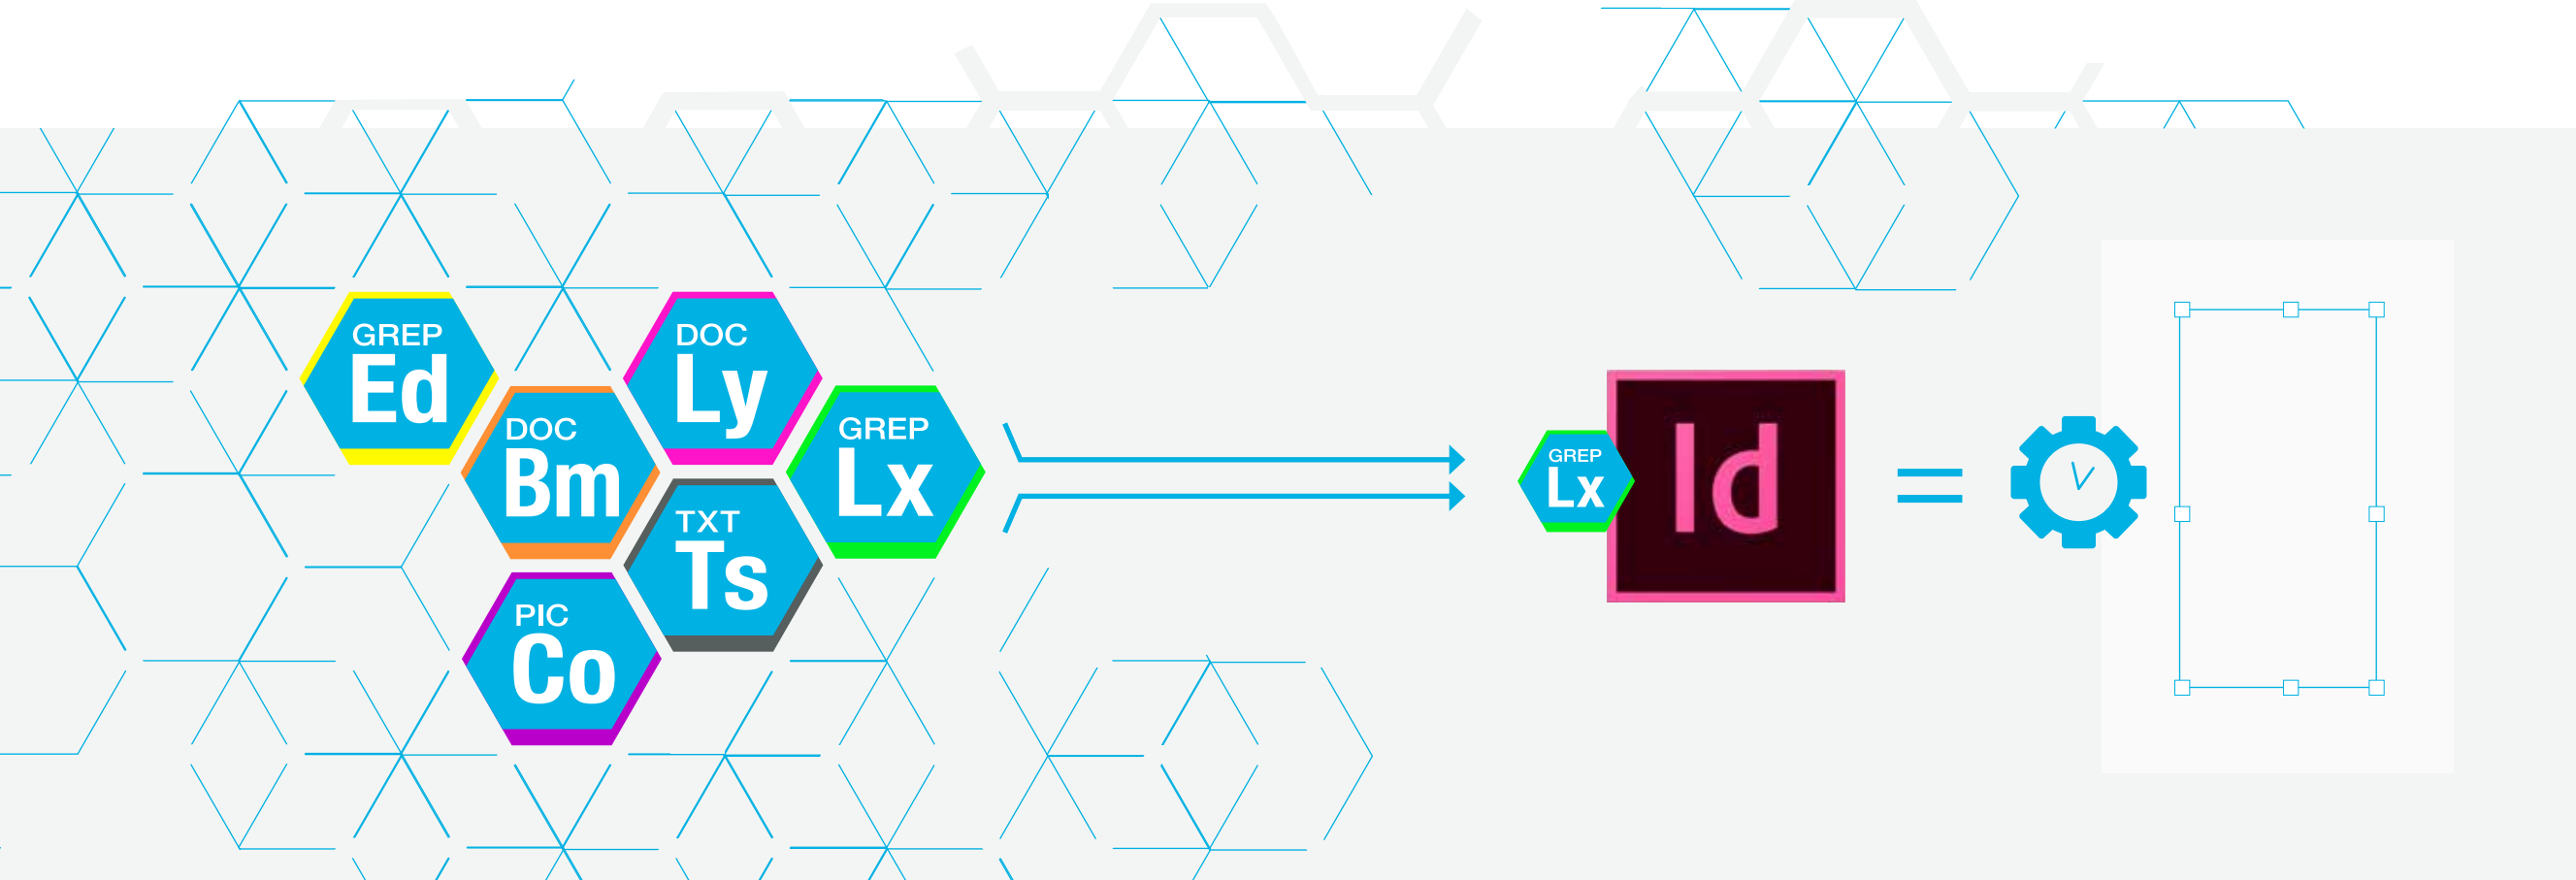 GREP
Ed
DOC
Ly
DOC
Bm
GREP
Lx
TXT
Ts
PIC
Co
GREP
Lx
Id